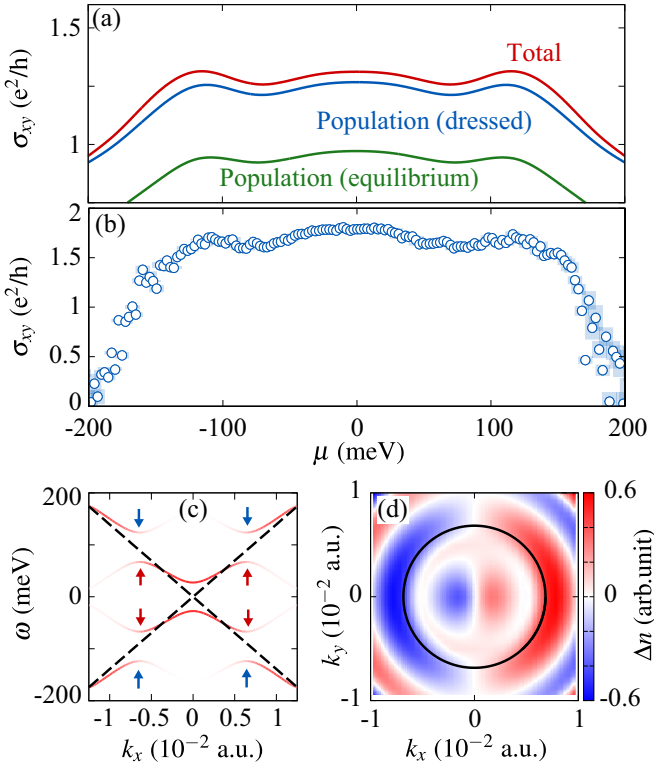 (a)
1.5
1
σxy (e²/h)
Total
Population (dressed)
Population (equilibrium)
(b)
2
1.5
1
0.5
0
σxy (e²/h)
-200 -100 0 100 200
μ (meV)
(c)
200
0
-200
ω (meV)
-1 -0.5 0 0.5 1
kx (10⁻² a.u.)
(d)
1
0
-1
ky (10⁻² a.u.)
-1 0 1
kx (10⁻² a.u.)
0.6
0
-0.6
Δn (arb.unit)